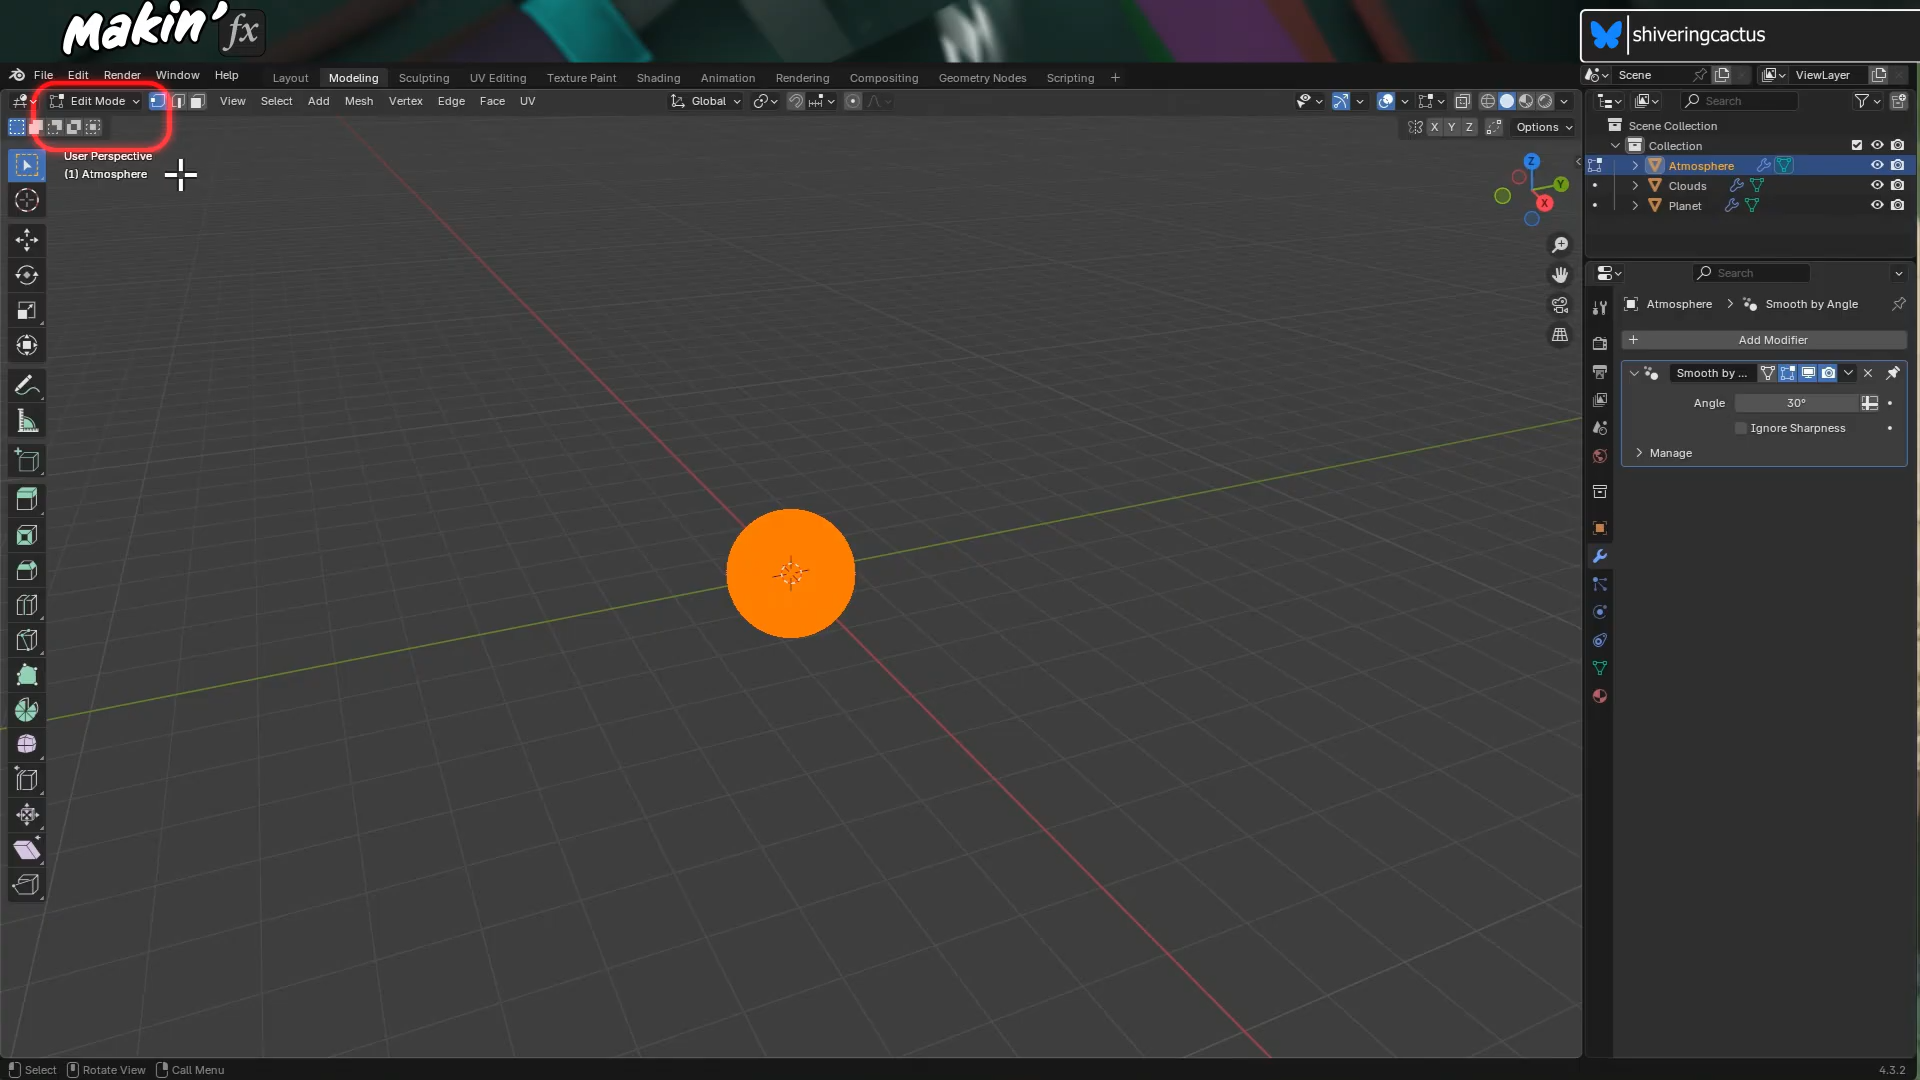 Makin' fx
shiveringcactus
File Edit Render Window Help
Layout Modeling Sculpting UV Editing Texture Paint Shading Animation Rendering Compositing Geometry Nodes Scripting +
Scene
ViewLayer
Edit Mode
View Select Add Mesh Vertex Edge Face UV
Global
Search
X Y Z
Options
User Perspective
(1) Atmosphere
Z
Y
X
Scene Collection
Collection
Atmosphere
Clouds
Planet
Search
Atmosphere > Smooth by Angle
+ Add Modifier
Smooth by ...
Angle 30°
Ignore Sharpness
Manage
Select Rotate View Call Menu
4.3.2